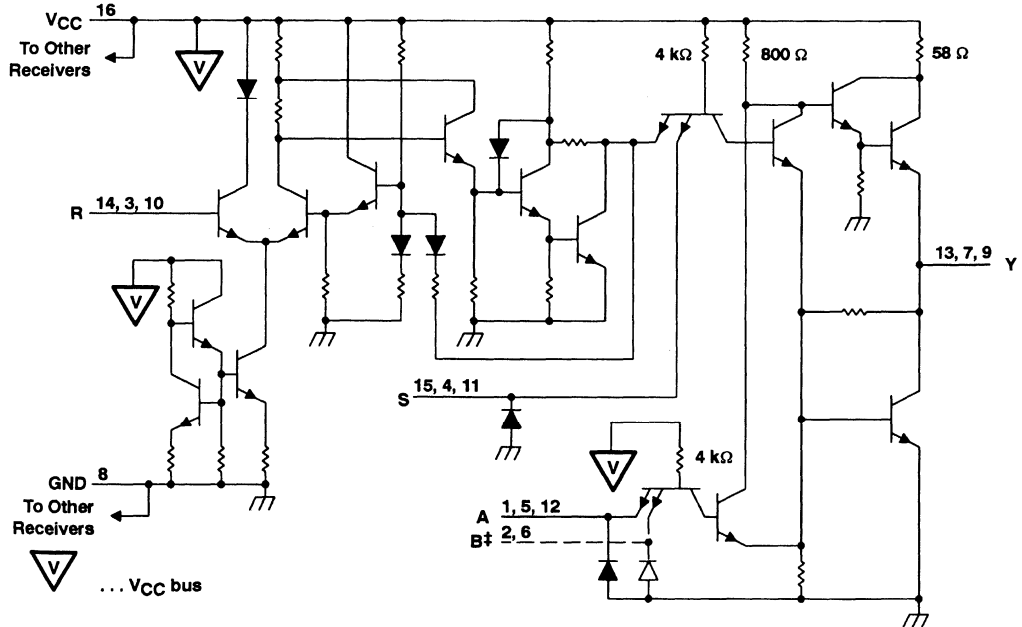 VCC 16
To Other
Receivers
V
4 kΩ
800 Ω
58 Ω
R 14, 3, 10
13, 7, 9 Y
V
S 15, 4, 11
V
4 kΩ
GND 8
To Other
Receivers
A 1, 5, 12
B‡ 2, 6
V
... VCC bus